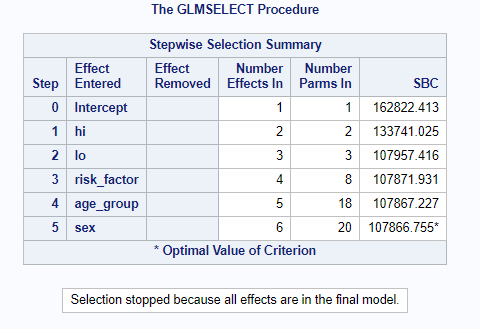 The GLMSELECT Procedure
Stepwise Selection Summary
Step Effect Entered Effect Removed Number Effects In Number Parms In SBC
0 Intercept 1 1 162822.413
1 hi 2 2 133741.025
2 lo 3 3 107957.416
3 risk_factor 4 8 107871.931
4 age_group 5 18 107867.227
5 sex 6 20 107866.755*
* Optimal Value of Criterion
Selection stopped because all effects are in the final model.